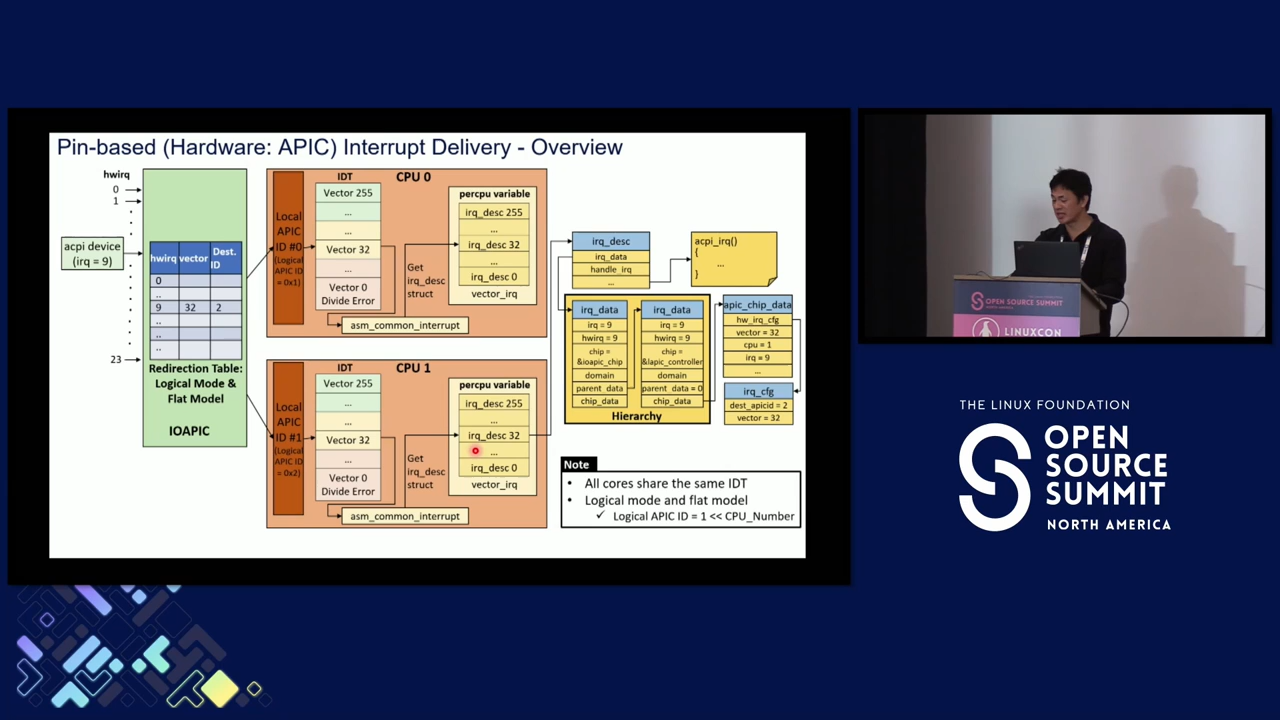 Pin-based (Hardware: APIC) Interrupt Delivery - Overview
hwirq
0
1
23
acpi device
(irq = 9)
hwirq vector Dest. ID
0
..
9 32 2
..
..
..
Redirection Table:
Logical Mode &
Flat Model
IOAPIC
CPU 0
Local
APIC
ID #0
(Logical
APIC ID
= 0x1)
IDT
Vector 255
...
Vector 32
...
Vector 0
Divide Error
asm_common_interrupt
Get
irq_desc
struct
percpu variable
irq_desc 255
...
irq_desc 32
...
irq_desc 0
vector_irq
CPU 1
Local
APIC
ID #1
(Logical
APIC ID
= 0x2)
IDT
Vector 255
...
Vector 32
...
Vector 0
Divide Error
asm_common_interrupt
Get
irq_desc
struct
percpu variable
irq_desc 255
...
irq_desc 32
...
irq_desc 0
vector_irq
irq_desc
irq_data
handle_irq
...
acpi_irq()
{
...
}
irq_data
irq = 9
hwirq = 9
chip =
&ioapic_chip
domain
parent_data
chip_data
irq_data
irq = 9
hwirq = 9
chip =
&lapic_controller
domain
parent_data = 0
chip_data
Hierarchy
apic_chip_data
hw_irq_cfg
vector = 32
cpu = 1
irq = 9
...
irq_cfg
dest_apicid = 2
vector = 32
Note
• All cores share the same IDT
• Logical mode and flat model
✓ Logical APIC ID = 1 << CPU_Number
OPEN SOURCE SUMMIT
LINUXCON
THE LINUX FOUNDATION
OPEN
SOURCE
SUMMIT
NORTH AMERICA